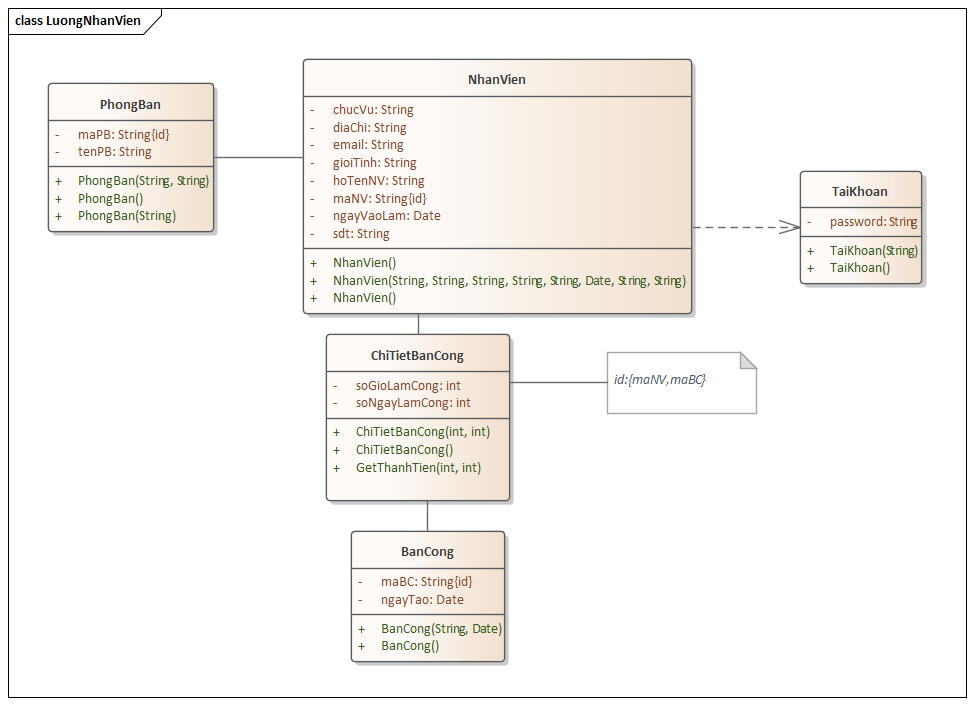 class LuongNhanVien
PhongBan
- maPB: String{id}
- tenPB: String
+ PhongBan(String, String)
+ PhongBan()
+ PhongBan(String)
NhanVien
- chucVu: String
- diaChi: String
- email: String
- gioiTinh: String
- hoTenNV: String
- maNV: String{id}
- ngayVaoLam: Date
- sdt: String
+ NhanVien()
+ NhanVien(String, String, String, String, String, Date, String, String)
+ NhanVien()
TaiKhoan
- password: String
+ TaiKhoan(String)
+ TaiKhoan()
ChiTietBanCong
- soGioLamCong: int
- soNgayLamCong: int
+ ChiTietBanCong(int, int)
+ ChiTietBanCong()
+ GetThanhTien(int, int)
id:{maNV,maBC}
BanCong
- maBC: String{id}
- ngayTao: Date
+ BanCong(String, Date)
+ BanCong()